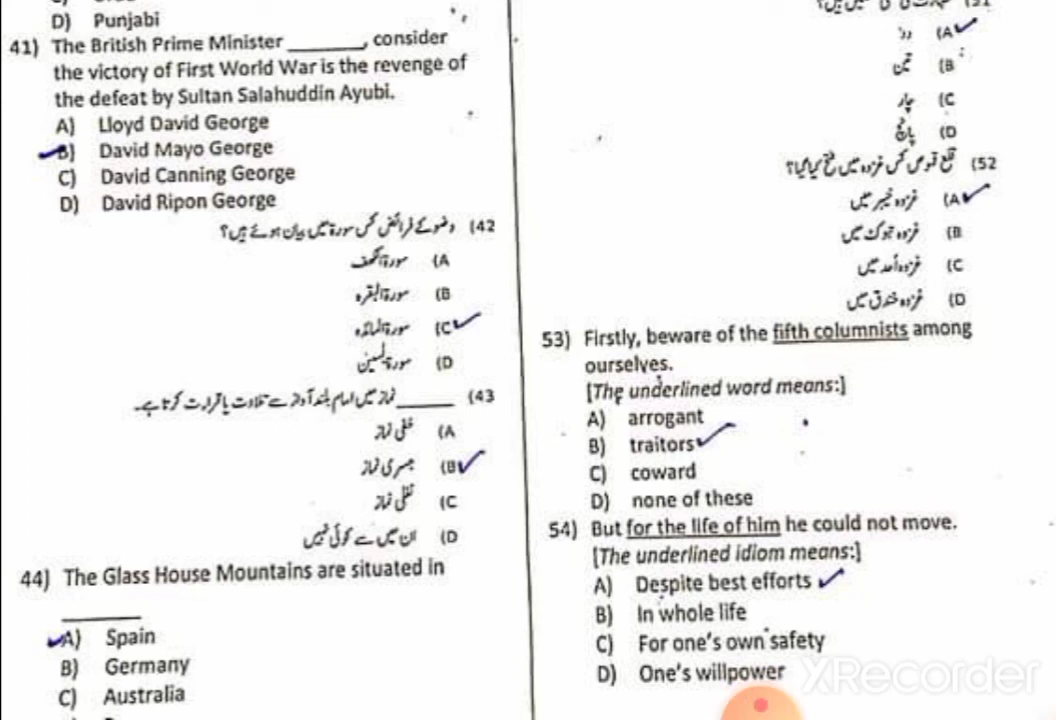 D) Punjabi
41) The British Prime Minister ______, consider
the victory of First World War is the revenge of
the defeat by Sultan Salahuddin Ayubi.
A) Lloyd David George
B) David Mayo George
C) David Canning George
D) David Ripon George
42) وضو کے فرائض کس سورۃ میں بیان ہوئے ہیں؟
A) سورۃ الکہف
B) سورۃ البقرہ
C) سورۃ المائدہ
D) سورۃ یٰسین
43) ______ نماز میں امام بلند آواز سے تلاوت یا قرارت کرتا ہے۔
A) خفی نماز
B) جہری نماز
C) نفلی نماز
D) ان میں سے کوئی نہیں
44) The Glass House Mountains are situated in
______
A) Spain
B) Germany
C) Australia
51)
A) دو
B) تین
C) چار
D) پانچ
52) قلع قموص کس غزوہ میں فتح کیا گیا؟
A) غزوہ خیبر میں
B) غزوہ تبوک میں
C) غزوہ احد میں
D) غزوہ خندق میں
53) Firstly, beware of the fifth columnists among
ourselves.
[The underlined word means:]
A) arrogant
B) traitors
C) coward
D) none of these
54) But for the life of him he could not move.
[The underlined idiom means:]
A) Despite best efforts
B) In whole life
C) For one's own safety
D) One's willpower
XRecorder